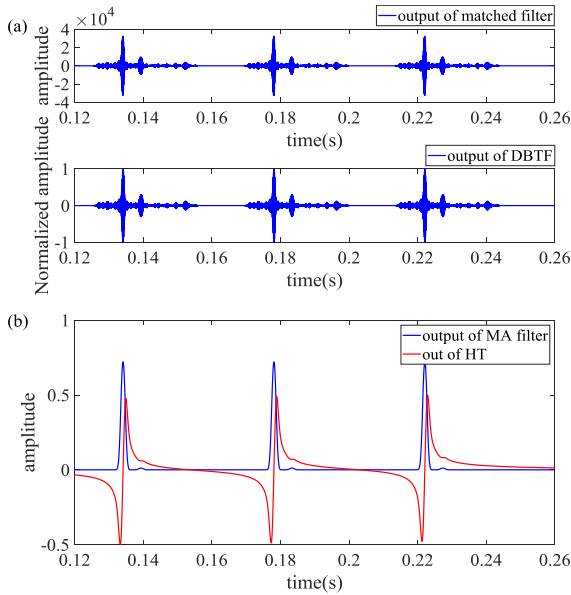 (a)
× 10⁴
output of matched filter
amplitude
4
2
0
-2
-4
0.12 0.14 0.16 0.18 0.2 0.22 0.24 0.26
time(s)
output of DBTF
Normalized amplitude
1
0
-1
0.12 0.14 0.16 0.18 0.2 0.22 0.24 0.26
time(s)
(b)
output of MA filter
out of HT
amplitude
1
0.5
0
-0.5
0.12 0.14 0.16 0.18 0.2 0.22 0.24 0.26
time(s)